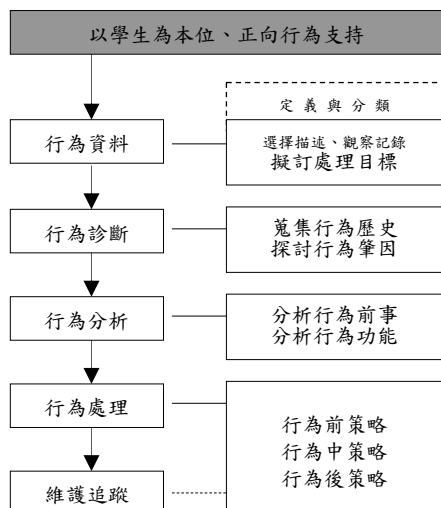 以學生為本位、正向行為支持
定義與分類
行為資料
選擇描述、觀察記錄
擬訂處理目標
行為診斷
蒐集行為歷史
探討行為肇因
行為分析
分析行為前事
分析行為功能
行為處理
行為前策略
行為中策略
行為後策略
維護追蹤